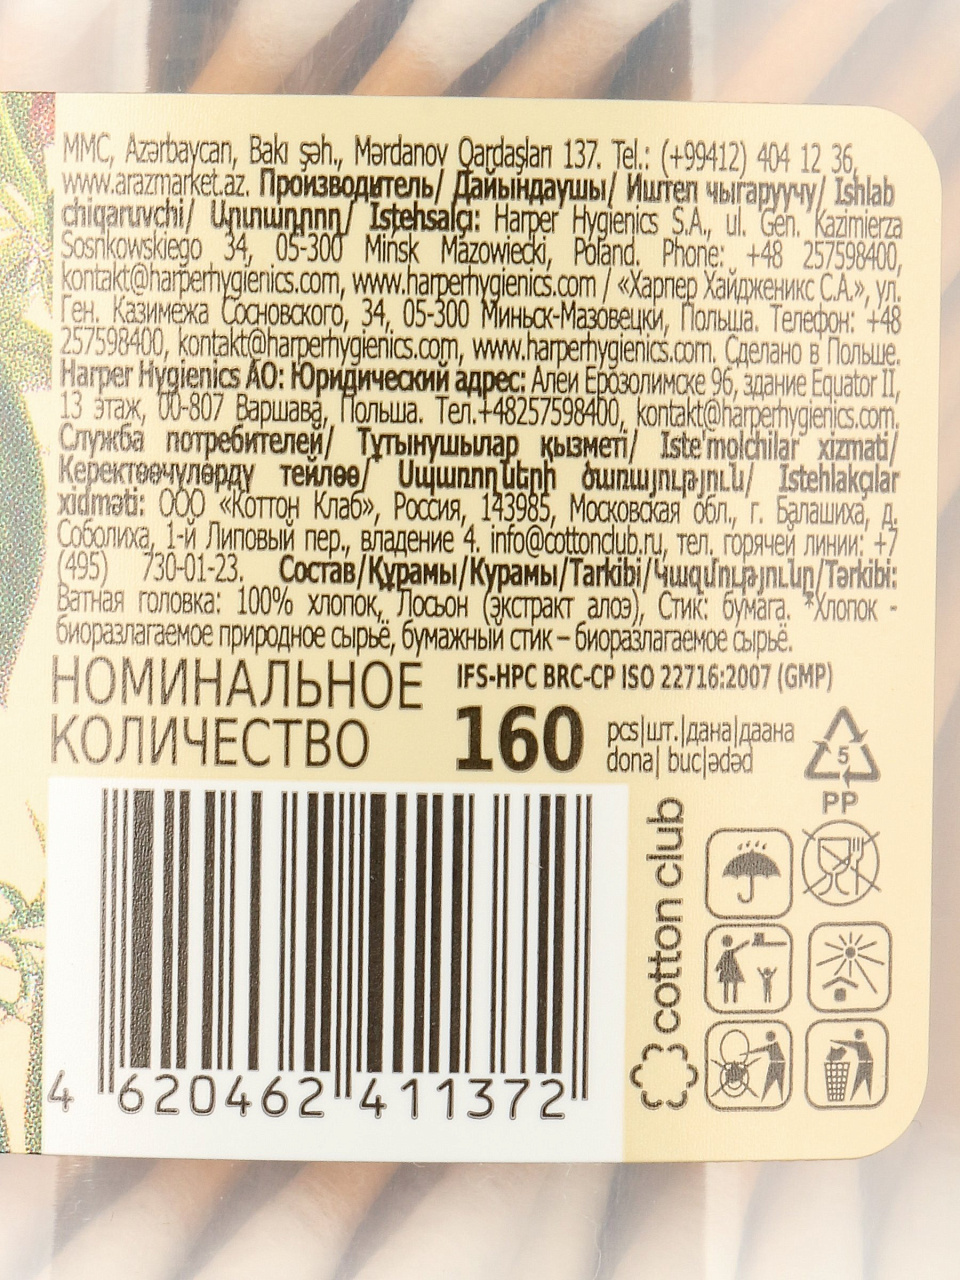 MMC, Azərbaycan, Bakı şəh., Mərdanov Qardaşları 137. Tel.: (+99412) 404 12 36,
www.arazmarket.az. Производитель/ Дайындаушы/ Иштеп чыгаруучу/ Ishlab
chiqaruvchi/ Արտադրող/ Istehsalçı: Harper Hygienics S.A., ul. Gen. Kazimierza
Sosnkowskiego 34, 05-300 Minsk Mazowiecki, Poland. Phone: +48 257598400,
kontakt@harperhygienics.com, www.harperhygienics.com / «Харпер Хайдженикс С.А.», ул.
Ген. Казимежа Сосновского, 34, 05-300 Миньск-Мазовецки, Польша. Телефон: +48
257598400, kontakt@harperhygienics.com, www.harperhygienics.com. Сделано в Польше.
Harper Hygienics АО: Юридический адрес: Алеи Ерозолимске 96, здание Equator II,
13 этаж, 00-807 Варшава, Польша. Тел.+48257598400, kontakt@harperhygienics.com.
Служба потребителей/ Тұтынушылар қызметі/ Iste'molchilar xizmati/
Керектөөчүлөрдү тейлөө/ Սպառողների ծառայություն/ Istehlakçılar
xidməti: ООО «Коттон Клаб», Россия, 143985, Московская обл., г. Балашиха, д.
Соболиха, 1-й Липовый пер., владение 4. info@cottonclub.ru, тел. горячей линии: +7
(495) 730-01-23. Состав/Құрамы/Курамы/Tarkibi/Կազմությունը/Tərkibi:
Ватная головка: 100% хлопок, Лосьон (экстракт алоэ), Стик: бумага. *Хлопок -
биоразлагаемое природное сырьё, бумажный стик – биоразлагаемое сырьё.
НОМИНАЛЬНОЕ
КОЛИЧЕСТВО
IFS-HPC BRC-CP ISO 22716:2007 (GMP)
160
pcs|шт.|дана|даана
dona| buc|ədəd
5
PP
cotton club
4 620462 411372